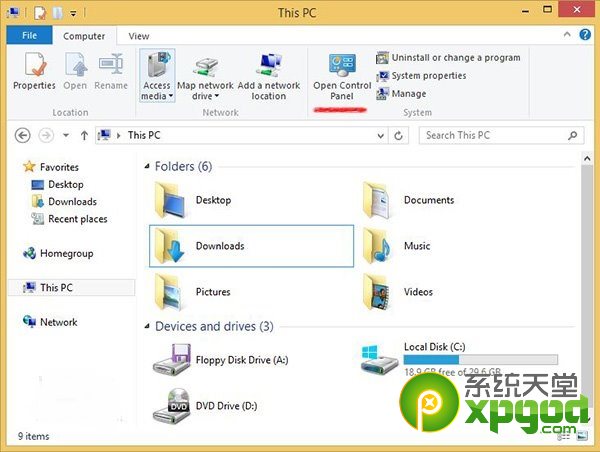 This PC
File
Computer
View
Properties
Open
Rename
Access media
Map network drive
Add a network location
Open Control Panel
Uninstall or change a program
System properties
Manage
Location
Network
System
This PC
Search This PC
Favorites
Desktop
Downloads
Recent places
Homegroup
This PC
Network
Folders (6)
Desktop
Documents
Downloads
Music
Pictures
Videos
Devices and drives (3)
Floppy Disk Drive (A:)
Local Disk (C:)
18.9 GB free of 29.6 GB
DVD
DVD Drive (D:)
9 items
系统天堂
xpgod
.com